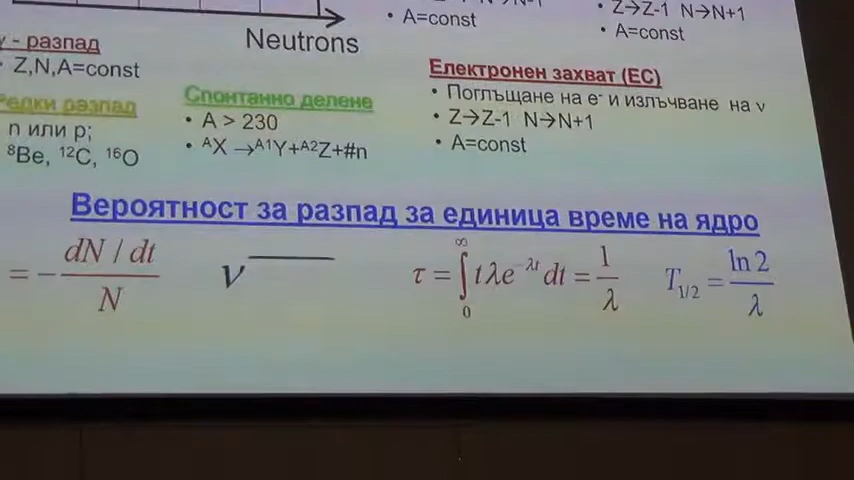 • A=const
• Z→Z-1 N→N+1
• A=const
Neutrons
γ - разпад
• Z,N,A=const
Редки разпад
n или p;
⁸Be, ¹²C, ¹⁶O
Спонтанно делене
• A > 230
• ᴬX →ᴬ¹Y+ᴬ²Z+#n
Електронен захват (EC)
• Поглъщане на e⁻ и излъчване на ν
• Z→Z-1 N→N+1
• A=const
Вероятност за разпад за единица време на ядро
= - dN / dt / N
ν
τ = ∫₀^∞ tλe^(-λt) dt = 1/λ
T₁/₂ = ln 2 / λ